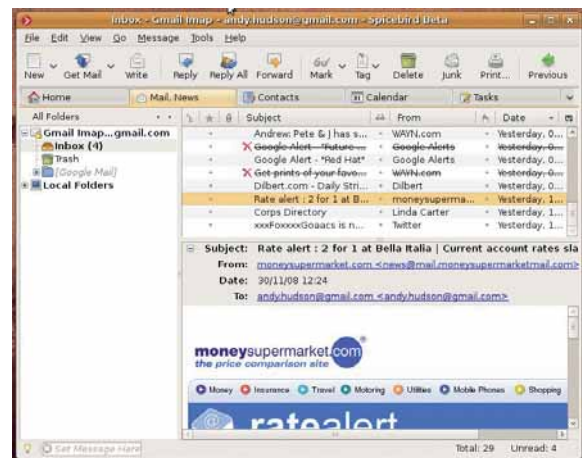 Inbox - Gmail Imap - andy.hudson@gmail.com - Spicebird Beta
File Edit View Go Message Tools Help
New Get Mail Write Reply Reply All Forward Mark Tag Delete Junk Print... Previous
Home Mail, News Contacts Calendar Tasks
All Folders Subject From Date
Gmail Imap...gmail.com Andrew: Pete & J has s... WAYN.com Yesterday, 0...
Inbox (4) Google Alert - "Future ... Google Alerts Yesterday, 0...
Trash Google Alert - "Red Hat" Google Alerts Yesterday, 0...
[Google Mail] Get prints of your favo... WAYN.com Yesterday, 0...
Local Folders Dilbert.com - Daily Stri... Dilbert Yesterday, 0...
Rate alert : 2 for 1 at B... moneysuperma... Yesterday, 1...
Corps Directory Linda Carter Yesterday, 1...
is n... Twitter Yesterday, 1...
Subject: Rate alert : 2 for 1 at Bella Italia | Current account rates sla
From: moneysupermarket.com <news@mail.moneysupermarketmail.com>
Date: 30/11/08 12:24
To: andy.hudson@gmail.com <andy.hudson@gmail.com>
moneysupermarket.com
the price comparison site
Money Insurance Travel Motoring Utilities Mobile Phones Shopping
ratealert
Set Message Here Total: 29 Unread: 4